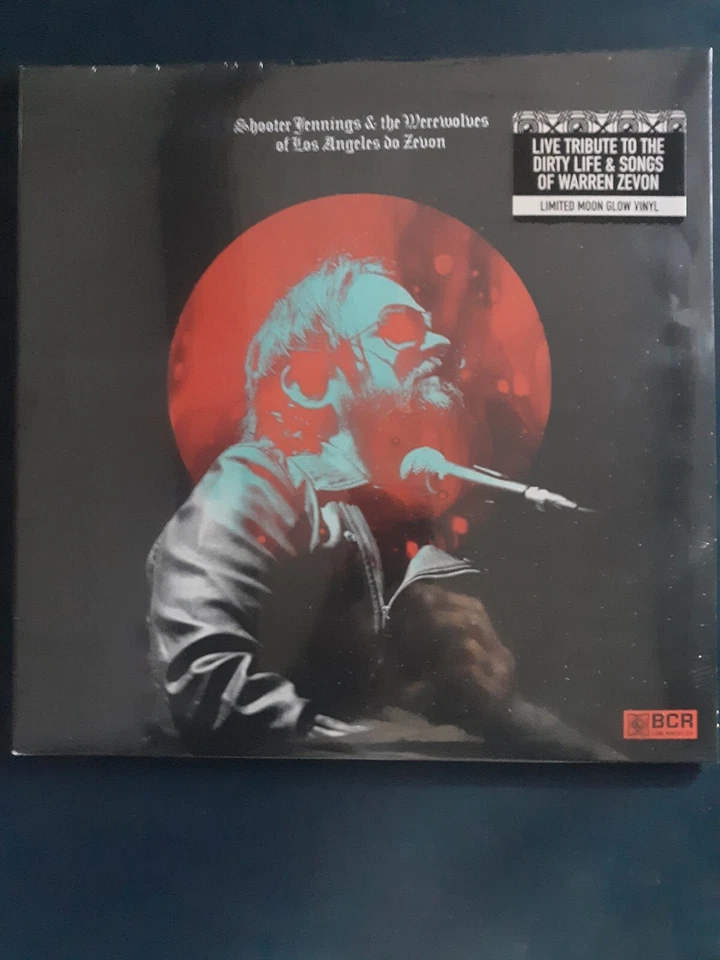 Shooter Jennings & the Werewolves
of Los Angeles do Zevon
LIVE TRIBUTE TO THE
DIRTY LIFE & SONGS
OF WARREN ZEVON
LIMITED MOON GLOW VINYL
BCR